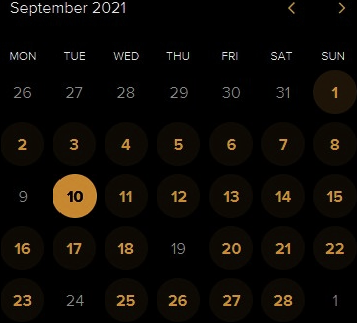 September 2021 < >
MON TUE WED THU FRI SAT SUN
26 27 28 29 30 31 1
2 3 4 5 6 7 8
9 10 11 12 13 14 15
16 17 18 19 20 21 22
23 24 25 26 27 28 1